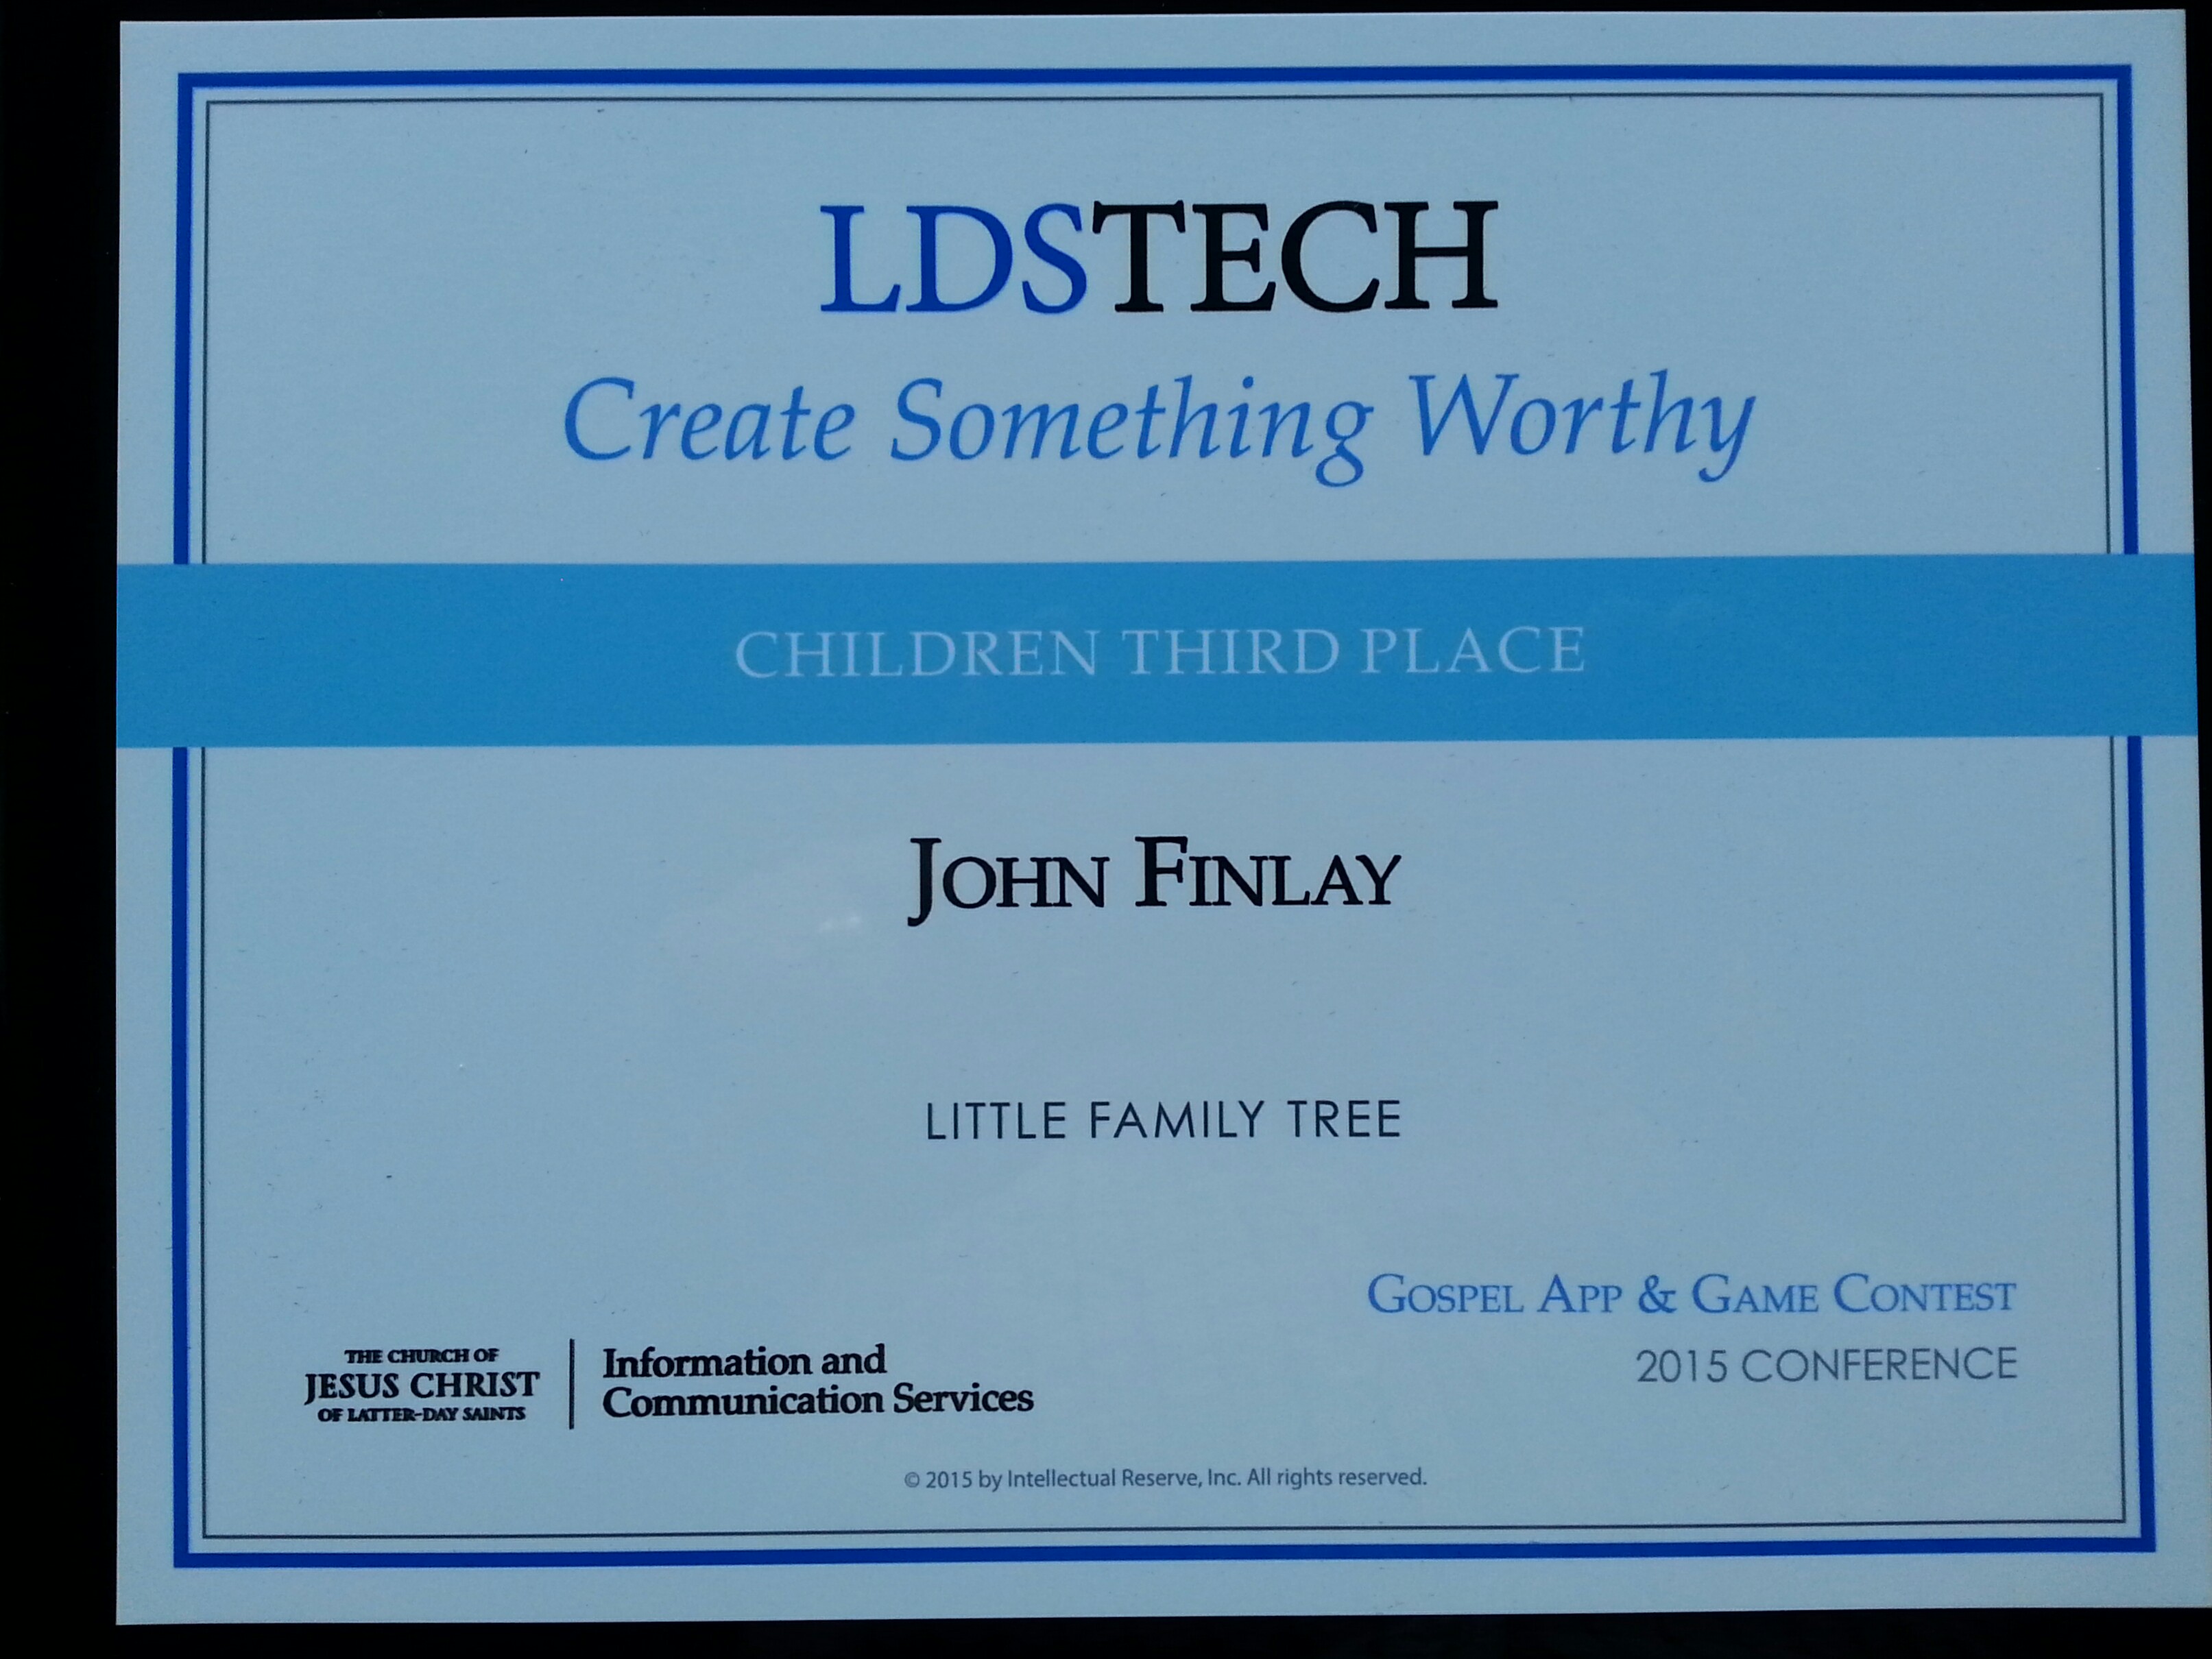 LDSTECH
Create Something Worthy
CHILDREN THIRD PLACE
JOHN FINLAY
LITTLE FAMILY TREE
GOSPEL APP & GAME CONTEST
2015 CONFERENCE
THE CHURCH OF
JESUS CHRIST
OF LATTER-DAY SAINTS
Information and
Communication Services
© 2015 by Intellectual Reserve, Inc. All rights reserved.